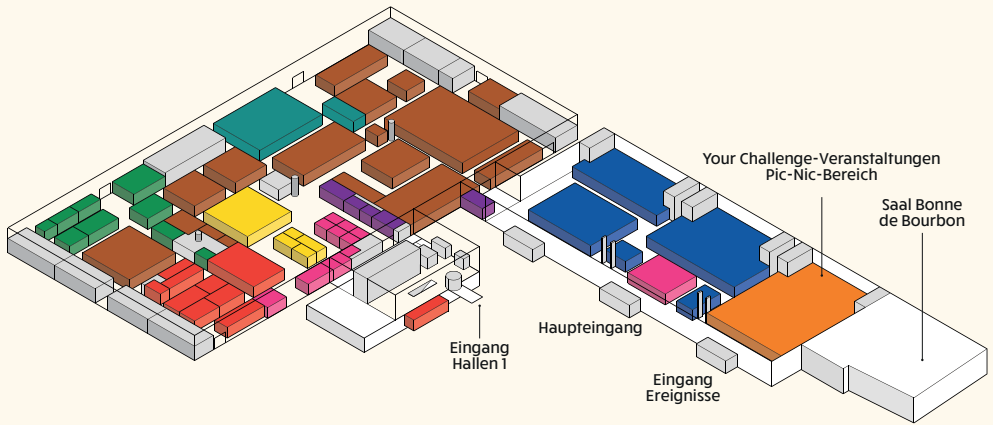 Your Challenge-Veranstaltungen
Pic-Nic-Bereich
Saal Bonne
de Bourbon
Haupteingang
Eingang
Hallen 1
Eingang
Ereignisse